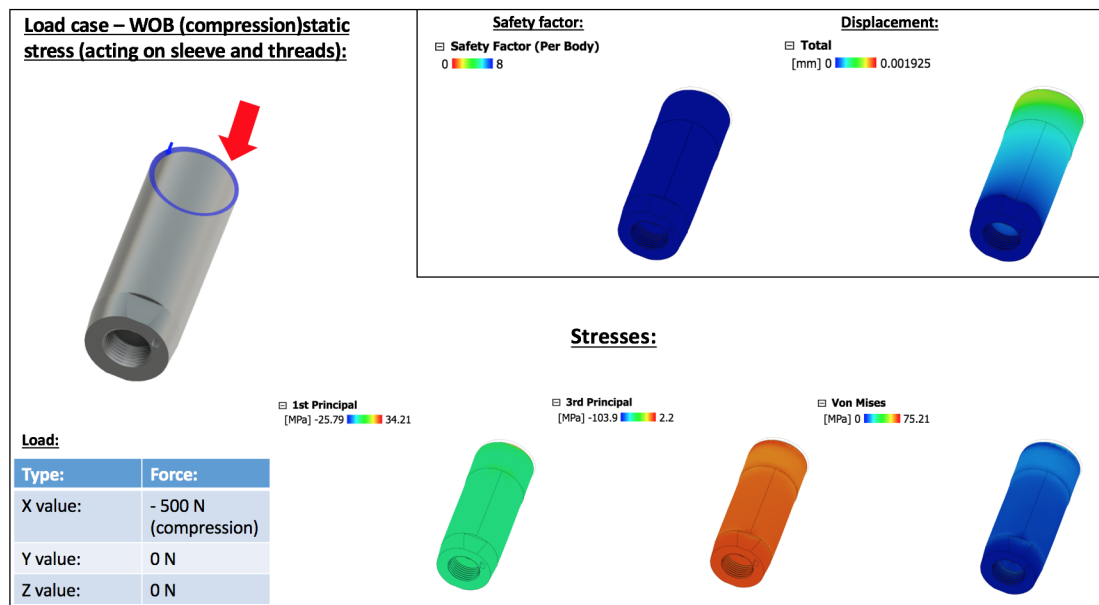 Load case – WOB (compression)static
stress (acting on sleeve and threads):
Safety factor:
Safety Factor (Per Body)
0 8
Displacement:
Total
[mm] 0 0.001925
Stresses:
1st Principal
[MPa] -25.79 34.21
3rd Principal
[MPa] -103.9 2.2
Von Mises
[MPa] 0 75.21
Load:
Type: Force:
X value: - 500 N
(compression)
Y value: 0 N
Z value: 0 N